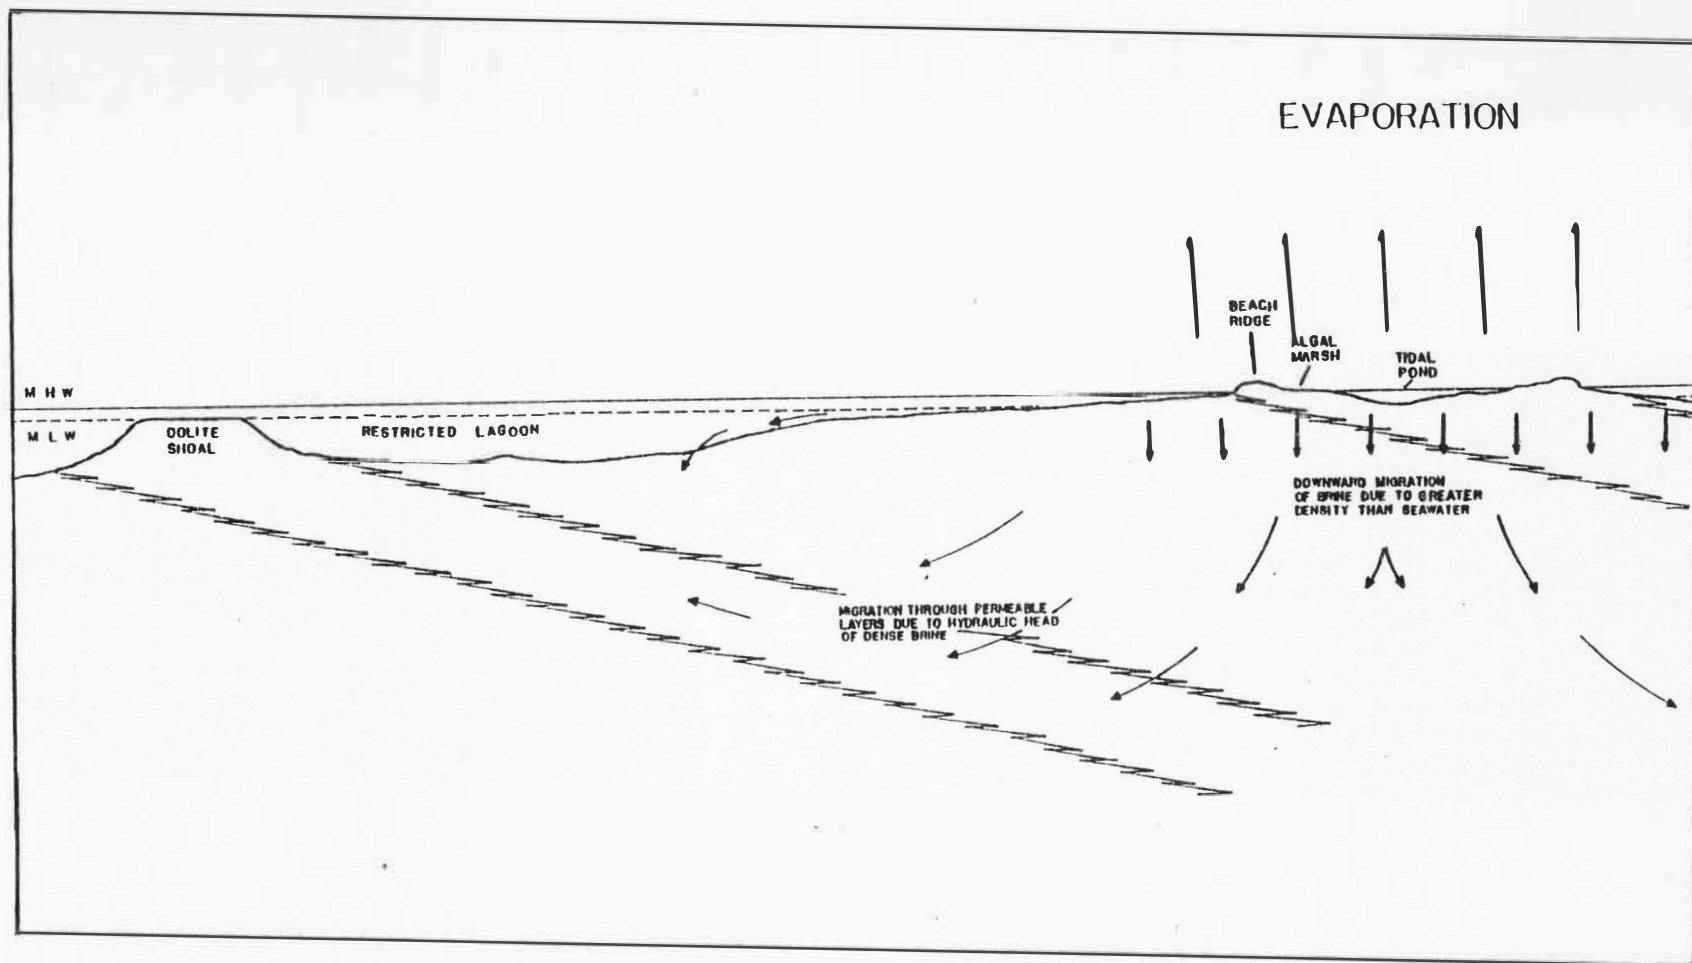 EVAPORATION
BEACH
RIDGE
ALGAL
MARSH
TIDAL
POND
M H W
M L W
OOLITE
SHOAL
RESTRICTED LAGOON
DOWNWARD MIGRATION
OF BRINE DUE TO GREATER
DENSITY THAN SEAWATER
MIGRATION THROUGH PERMEABLE
LAYERS DUE TO HYDRAULIC HEAD
OF DENSE BRINE